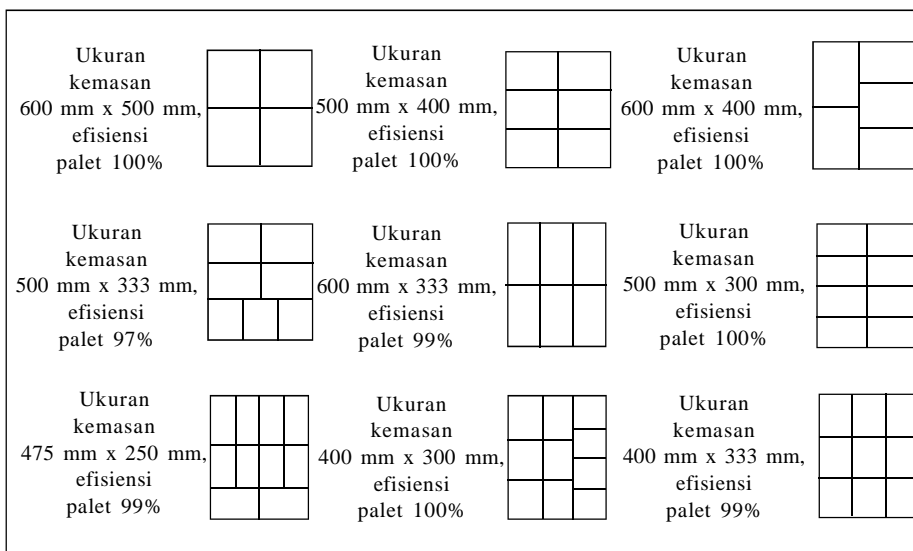 Ukuran
kemasan
600 mm x 500 mm,
efisiensi
palet 100%
Ukuran
kemasan
500 mm x 400 mm,
efisiensi
palet 100%
Ukuran
kemasan
600 mm x 400 mm,
efisiensi
palet 100%
Ukuran
kemasan
500 mm x 333 mm,
efisiensi
palet 97%
Ukuran
kemasan
600 mm x 333 mm,
efisiensi
palet 99%
Ukuran
kemasan
500 mm x 300 mm,
efisiensi
palet 100%
Ukuran
kemasan
475 mm x 250 mm,
efisiensi
palet 99%
Ukuran
kemasan
400 mm x 300 mm,
efisiensi
palet 100%
Ukuran
kemasan
400 mm x 333 mm,
efisiensi
palet 99%